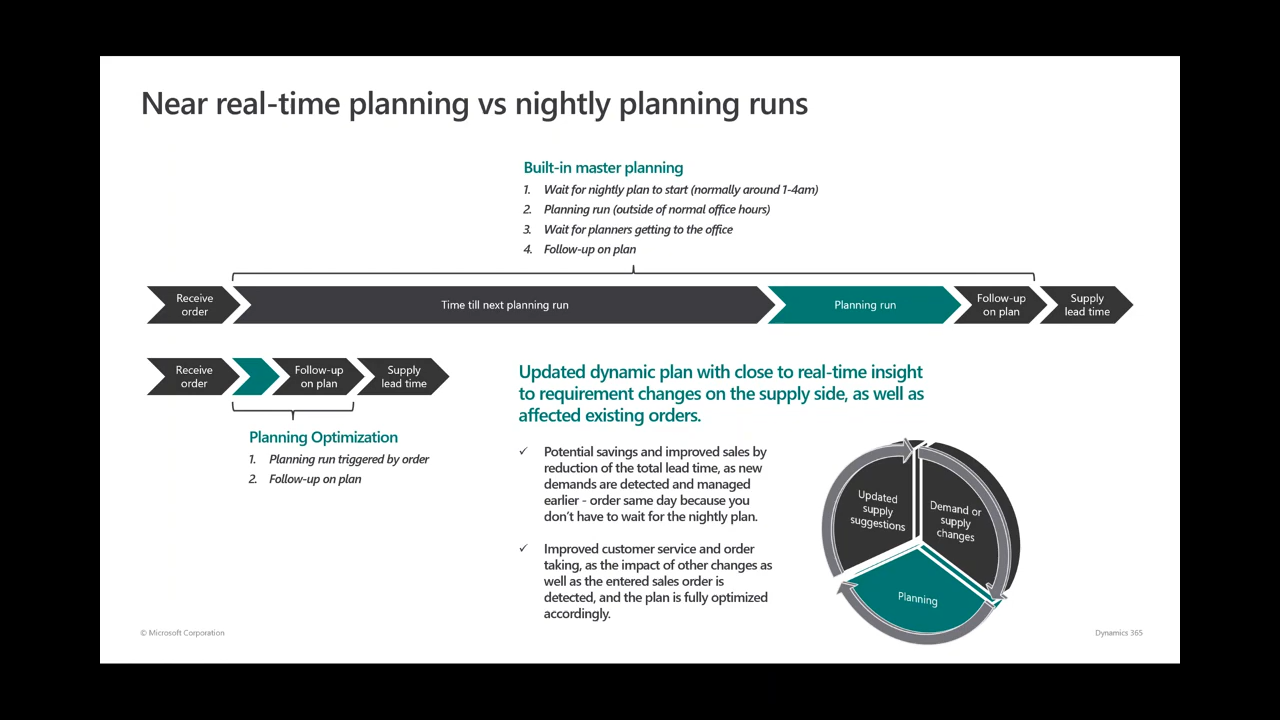 Near real-time planning vs nightly planning runs
Built-in master planning
1. Wait for nightly plan to start (normally around 1-4am)
2. Planning run (outside of normal office hours)
3. Wait for planners getting to the office
4. Follow-up on plan
Receive
order
Time till next planning run
Planning run
Follow-up
on plan
Supply
lead time
Receive
order
Follow-up
on plan
Supply
lead time
Planning Optimization
1. Planning run triggered by order
2. Follow-up on plan
Updated dynamic plan with close to real-time insight
to requirement changes on the supply side, as well as
affected existing orders.
✓ Potential savings and improved sales by
reduction of the total lead time, as new
demands are detected and managed
earlier - order same day because you
don't have to wait for the nightly plan.
✓ Improved customer service and order
taking, as the impact of other changes as
well as the entered sales order is
detected, and the plan is fully optimized
accordingly.
Updated
supply
suggestions
Demand or
supply
changes
Planning
© Microsoft Corporation
Dynamics 365